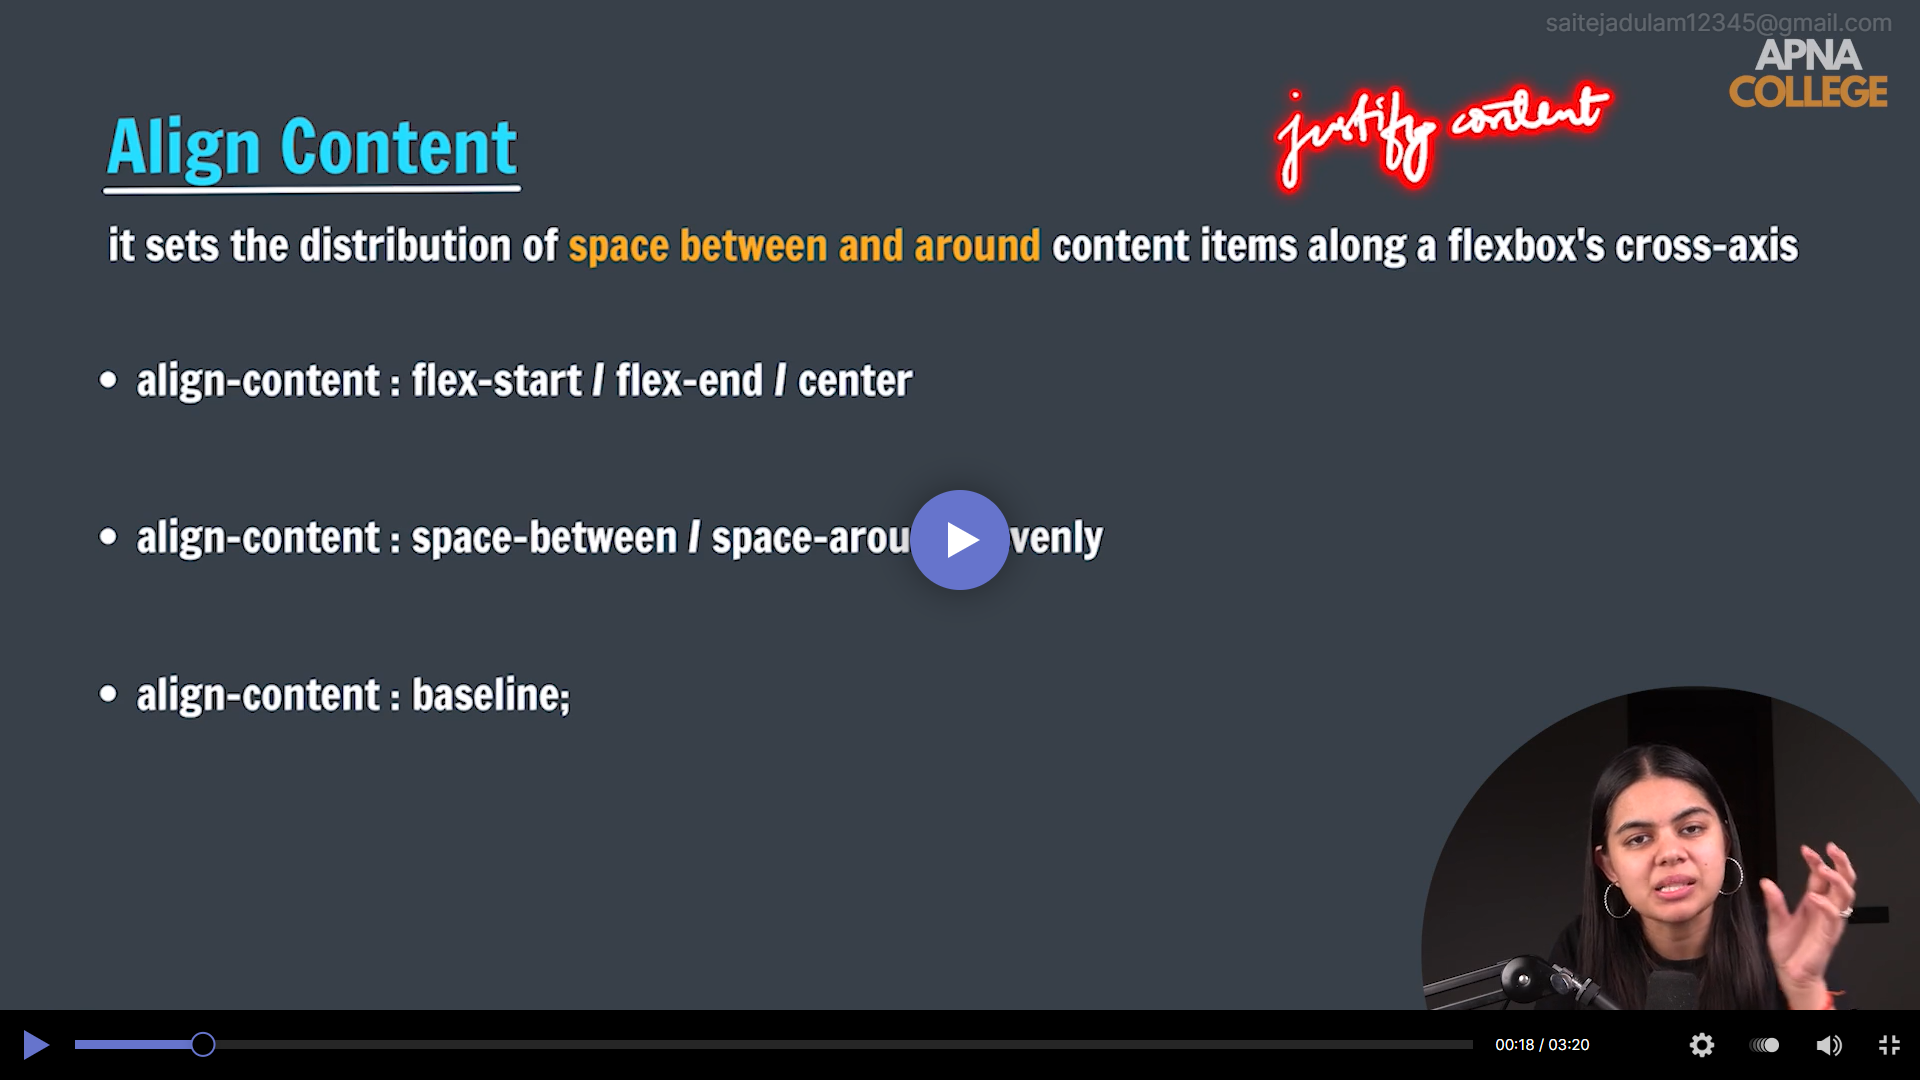 saitejadulam12345@gmail.com
APNA
COLLEGE
justify content
Align Content
it sets the distribution of space between and around content items along a flexbox's cross-axis
• align-content : flex-start / flex-end / center
• align-content : space-between / space-arou venly
• align-content : baseline;
00:18 / 03:20